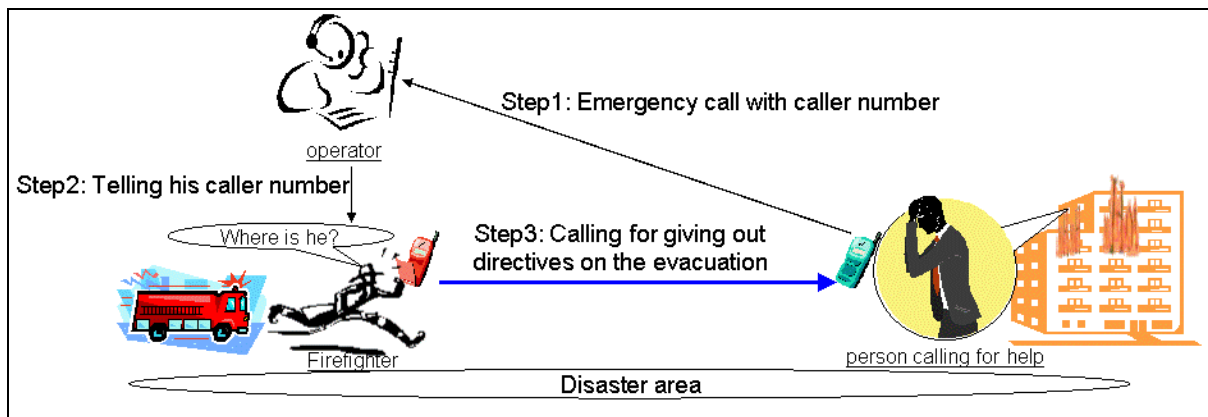 Step1: Emergency call with caller number
operator
Step2: Telling his caller number
Where is he?
Step3: Calling for giving out
directives on the evacuation
Firefighter
person calling for help
Disaster area